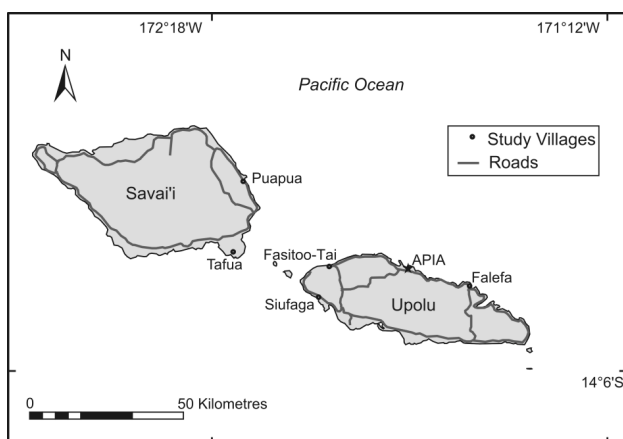 172°18'W
171°12'W
N
Pacific Ocean
Study Villages
Roads
Puapua
Savai'i
Tafua
Fasitoo-Tai
APIA
Falefa
Siufaga
Upolu
14°6'S
0
50 Kilometres